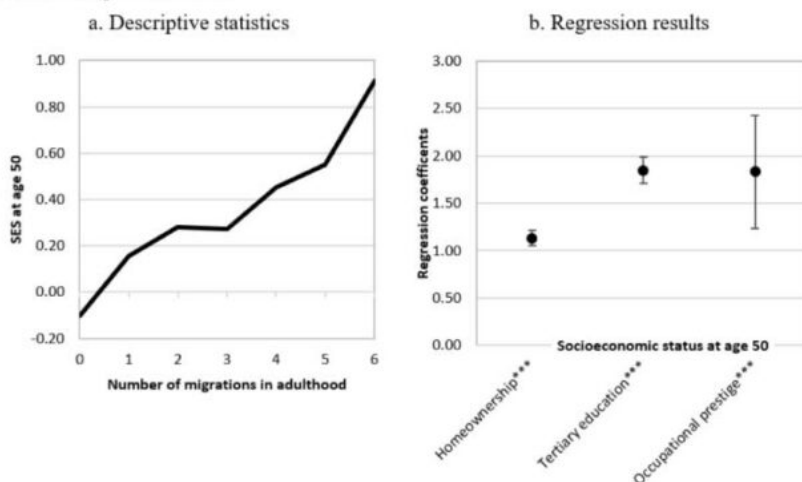 a. Descriptive statistics
b. Regression results
1.00
0.80
0.60
0.40
0.20
0.00
-0.20
SES at age 50
0
1
2
3
4
5
6
Number of migrations in adulthood
3.00
2.50
2.00
1.50
1.00
0.50
0.00
Regression coefficents
Socioeconomic status at age 50
Homeownership***
Tertiary education***
Occupational prestige***